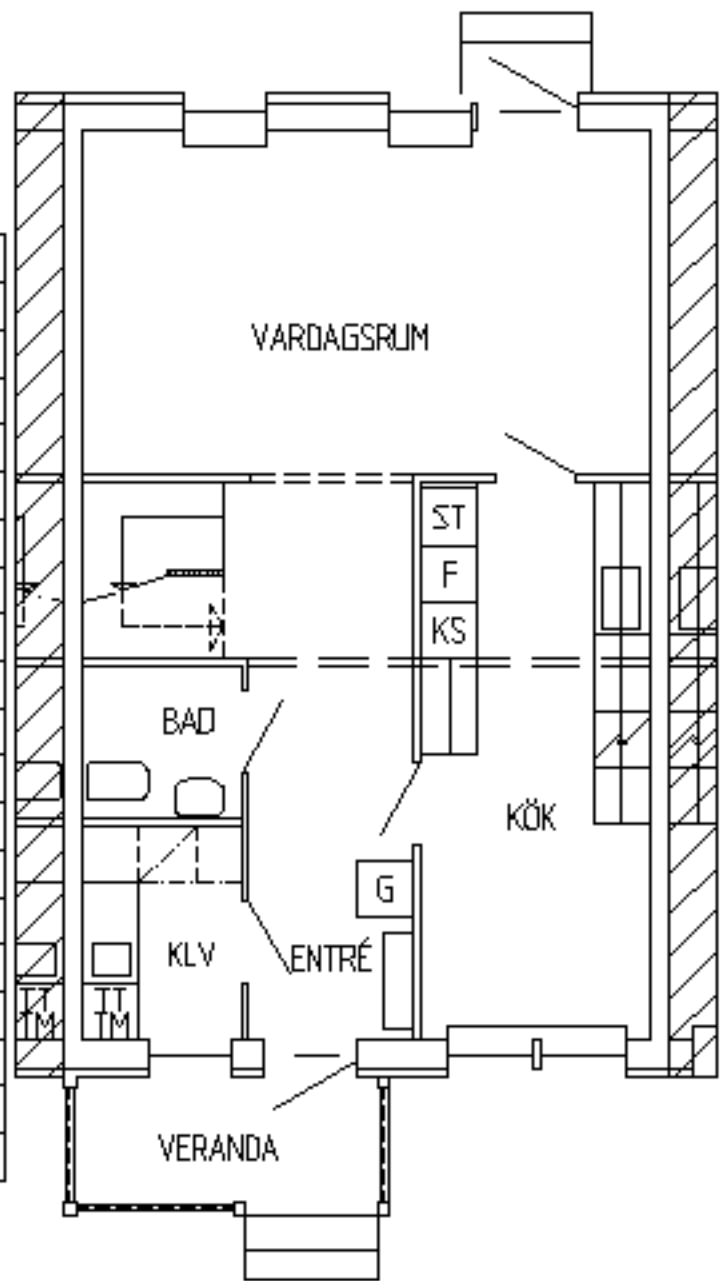 VARDAGSRUM
ST
F
KS
BAD
KÖK
G
KLV
ENTRÉ
TT
TM
TT
TM
VERANDA